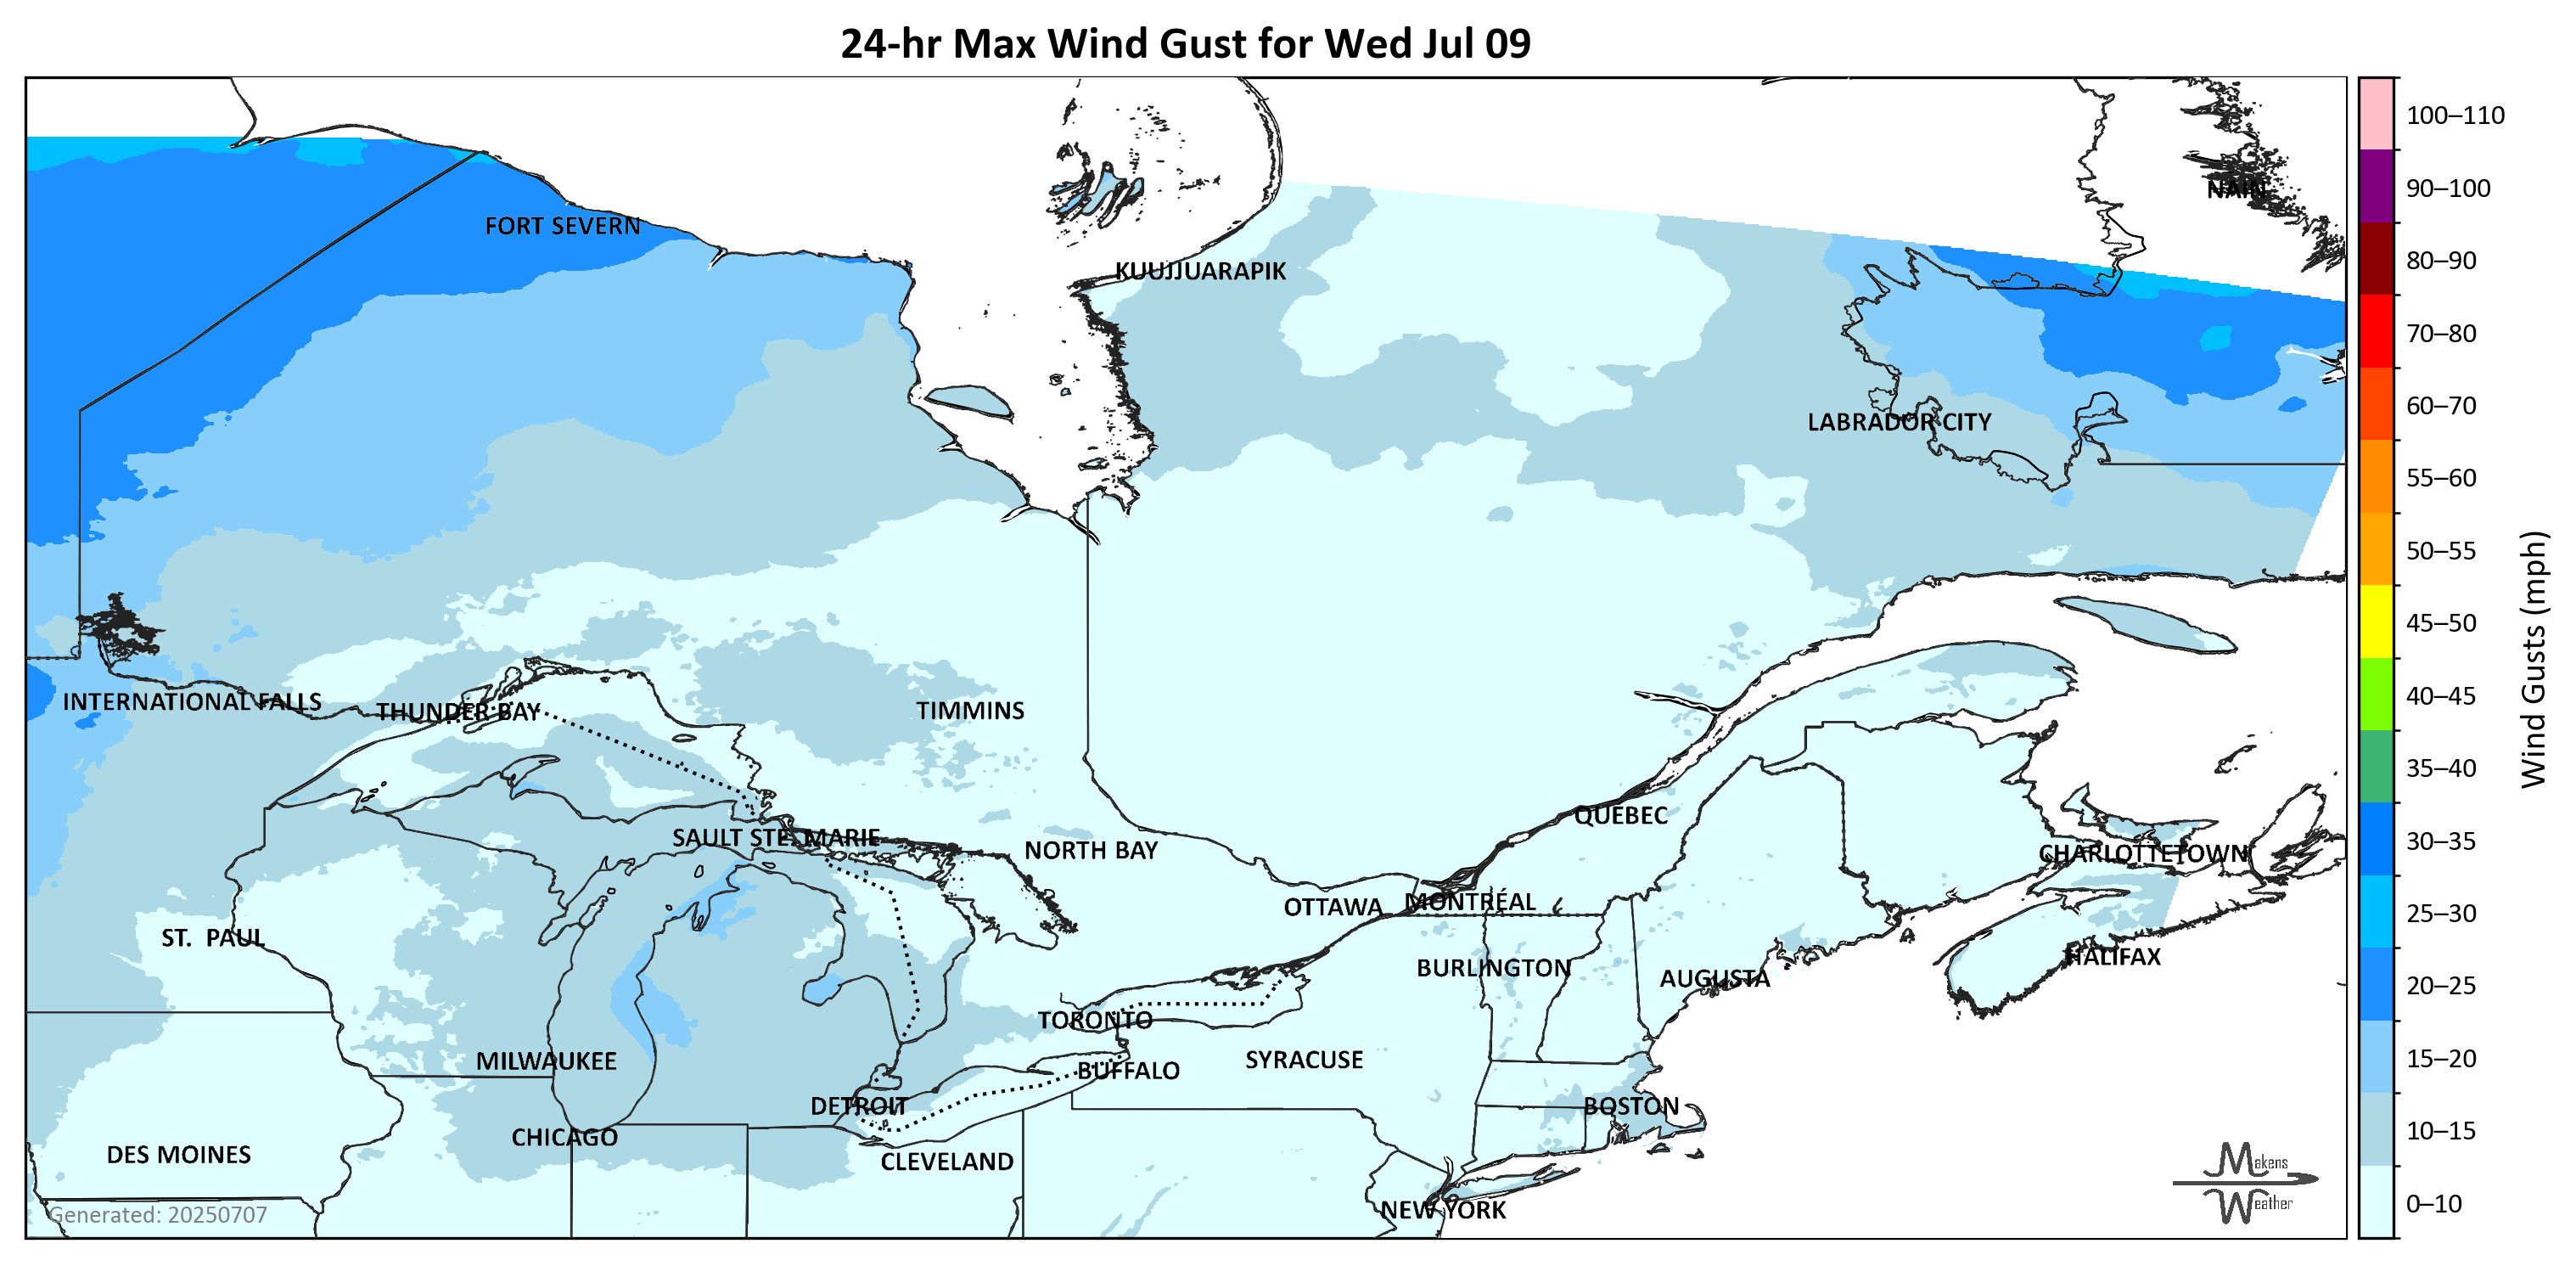 24-hr Max Wind Gust for Wed Jul 09
100–110
90–100
NAIN
FORT SEVERN
80–90
KUUJJUARAPIK
70–80
60–70
LABRADOR CITY
55–60
50–55
45–50
Wind Gusts (mph)
40–45
INTERNATIONAL FALLS
THUNDER BAY
TIMMINS
35–40
QUÉBEC
30–35
SAULT STE. MARIE
NORTH BAY
CHARLOTTETOWN
OTTAWA
MONTRÉAL
25–30
ST. PAUL
HALIFAX
BURLINGTON
AUGUSTA
20–25
TORONTO
MILWAUKEE
SYRACUSE
15–20
BUFFALO
DETROIT
BOSTON
10–15
CHICAGO
DES MOINES
CLEVELAND
Makens
Weather
0–10
NEW YORK
Generated: 20250707